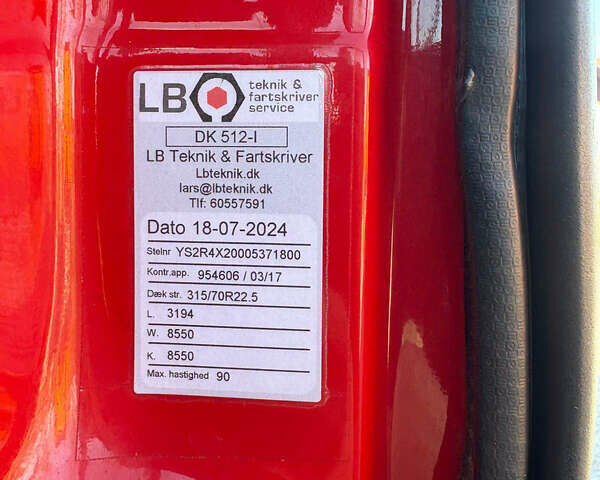 LB teknik &
fartskriver
service
DK 512-I
LB Teknik & Fartskriver
Lbteknik.dk
lars@lbteknik.dk
Tlf: 60557591
Dato 18-07-2024
Stelnr YS2R4X20005371800
Kontr.app. 954606 / 03/17
Dæk str. 315/70R22.5
L. 3194
W. 8550
K. 8550
Max. hastighed 90